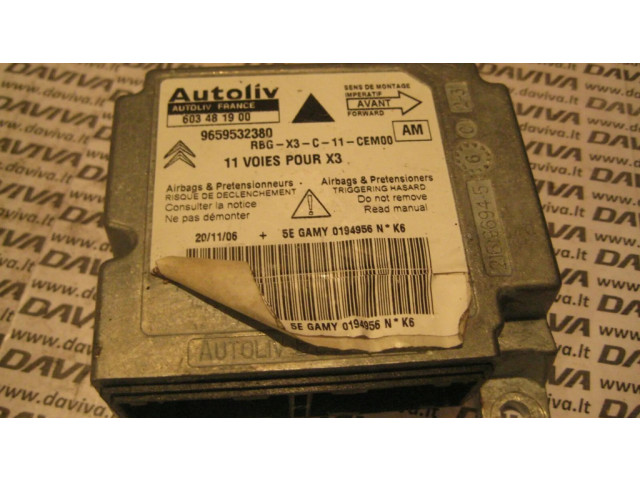 Autoliv
AUTOLIV FRANCE
603 48 19 00
SENS DE MONTAGE
IMPERATIF
AVANT
FORWARD
9659532380
RBG-X3-C-11-CEM00
AM
11 VOIES POUR X3
Airbags & Pretensionneurs
RISQUE DE DECLENCHEMENT
Consulter la notice
Ne pas démonter
Airbags & Pretensioners
TRIGGERING HAZARD
Do not remove
Read manual
20/11/06 + 5E GAMY 0194956 N* K6
5E GAMY 0194956 N* K6
AUTOLIV
DAVIVA
www.daviva.lt